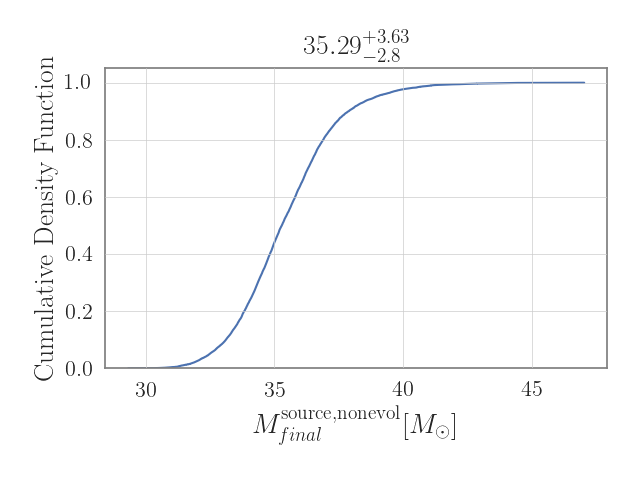 35.29^{+3.63}_{-2.8}
Cumulative Density Function
1.0
0.8
0.6
0.4
0.2
0.0
30 35 40 45
M_{final}^{source,nonevol}[M_⊙]